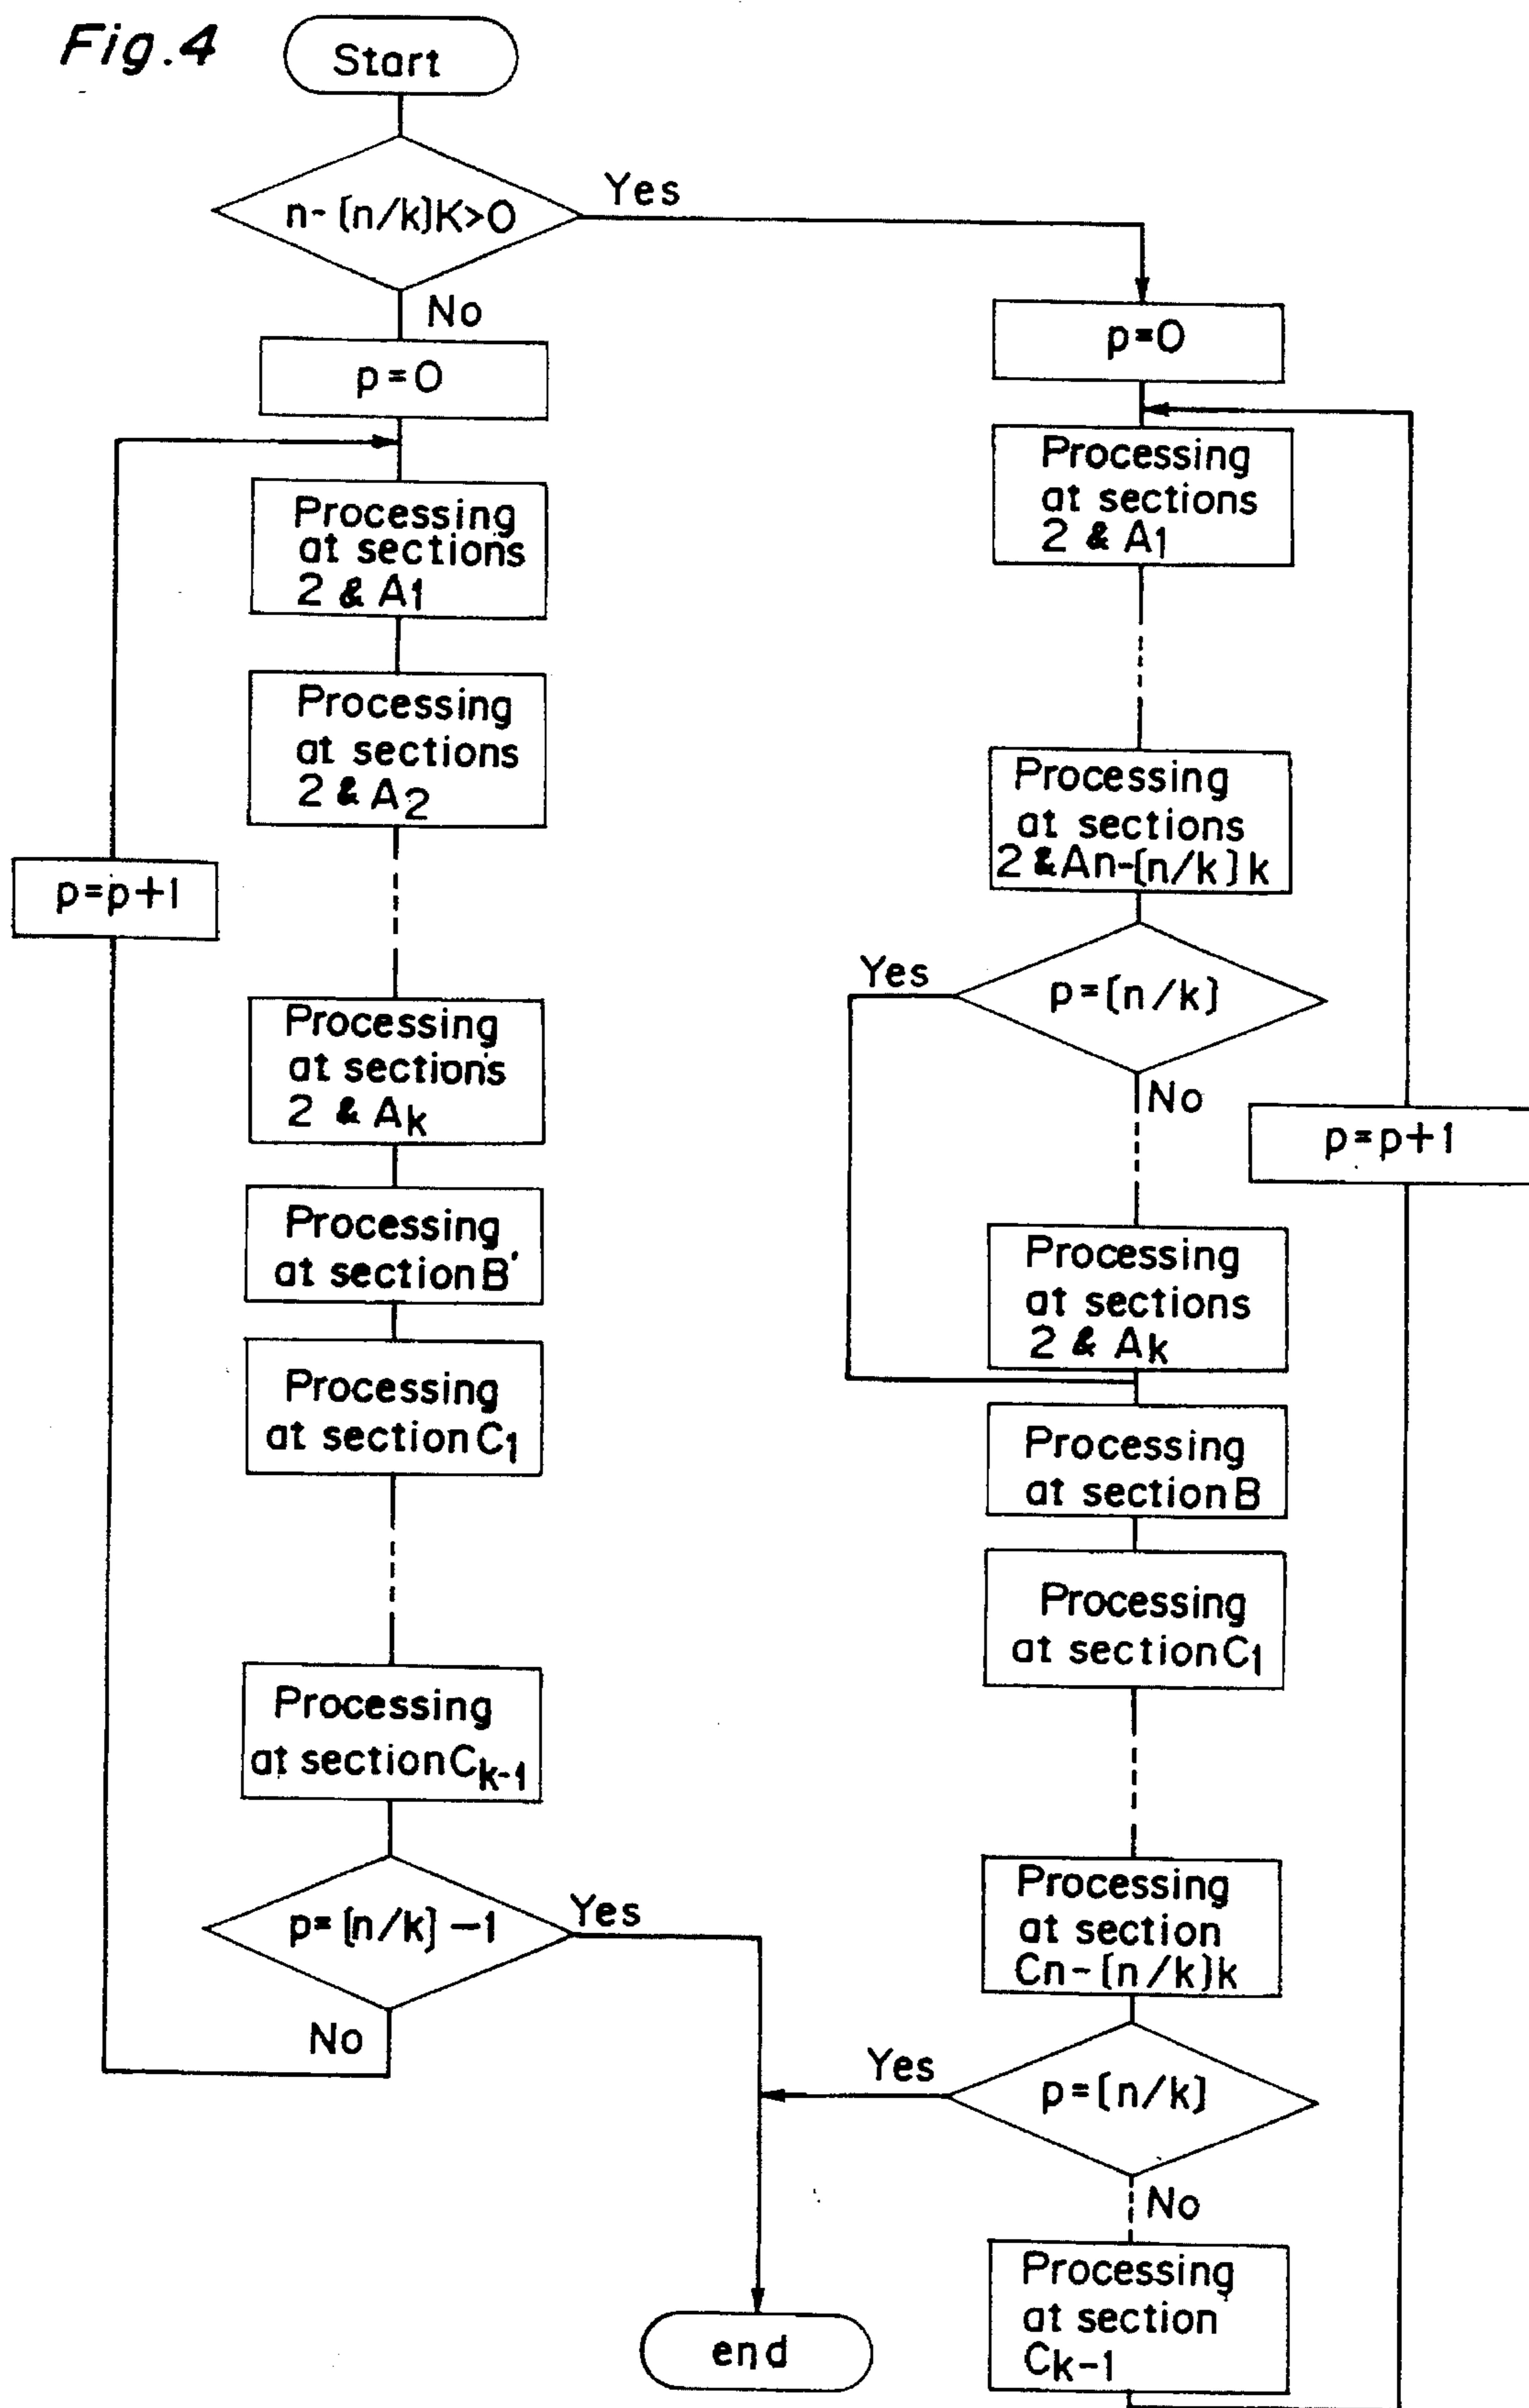 Fig.4
Start
n-[n/k]K>0
Yes
No
p=0
Processing
at sections
2 & A1
Processing
at sections
2 & A2
p=p+1
Processing
at sections
2 & Ak
Processing
at section B
Processing
at section C1
Processing
at section Ck-1
p=[n/k]-1
Yes
No
p=0
Processing
at sections
2 & A1
Processing
at sections
2 & An-[n/k]k
Yes
p=[n/k]
No
p=p+1
Processing
at sections
2 & Ak
Processing
at section B
Processing
at section C1
Processing
at section
Cn-[n/k]k
Yes
p=[n/k]
No
Processing
at section
Ck-1
end